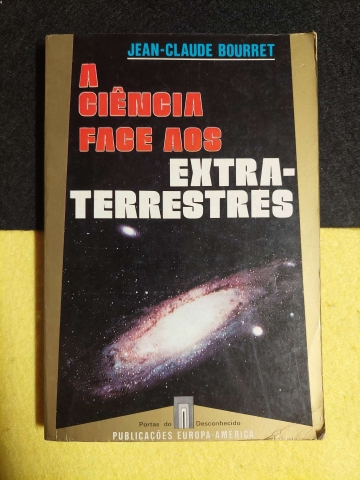 JEAN-CLAUDE BOURRET
A
CIÊNCIA
FACE AOS
EXTRA-
TERRESTRES
Portas do Desconhecido
PUBLICAÇÕES EUROPA-AMÉRICA